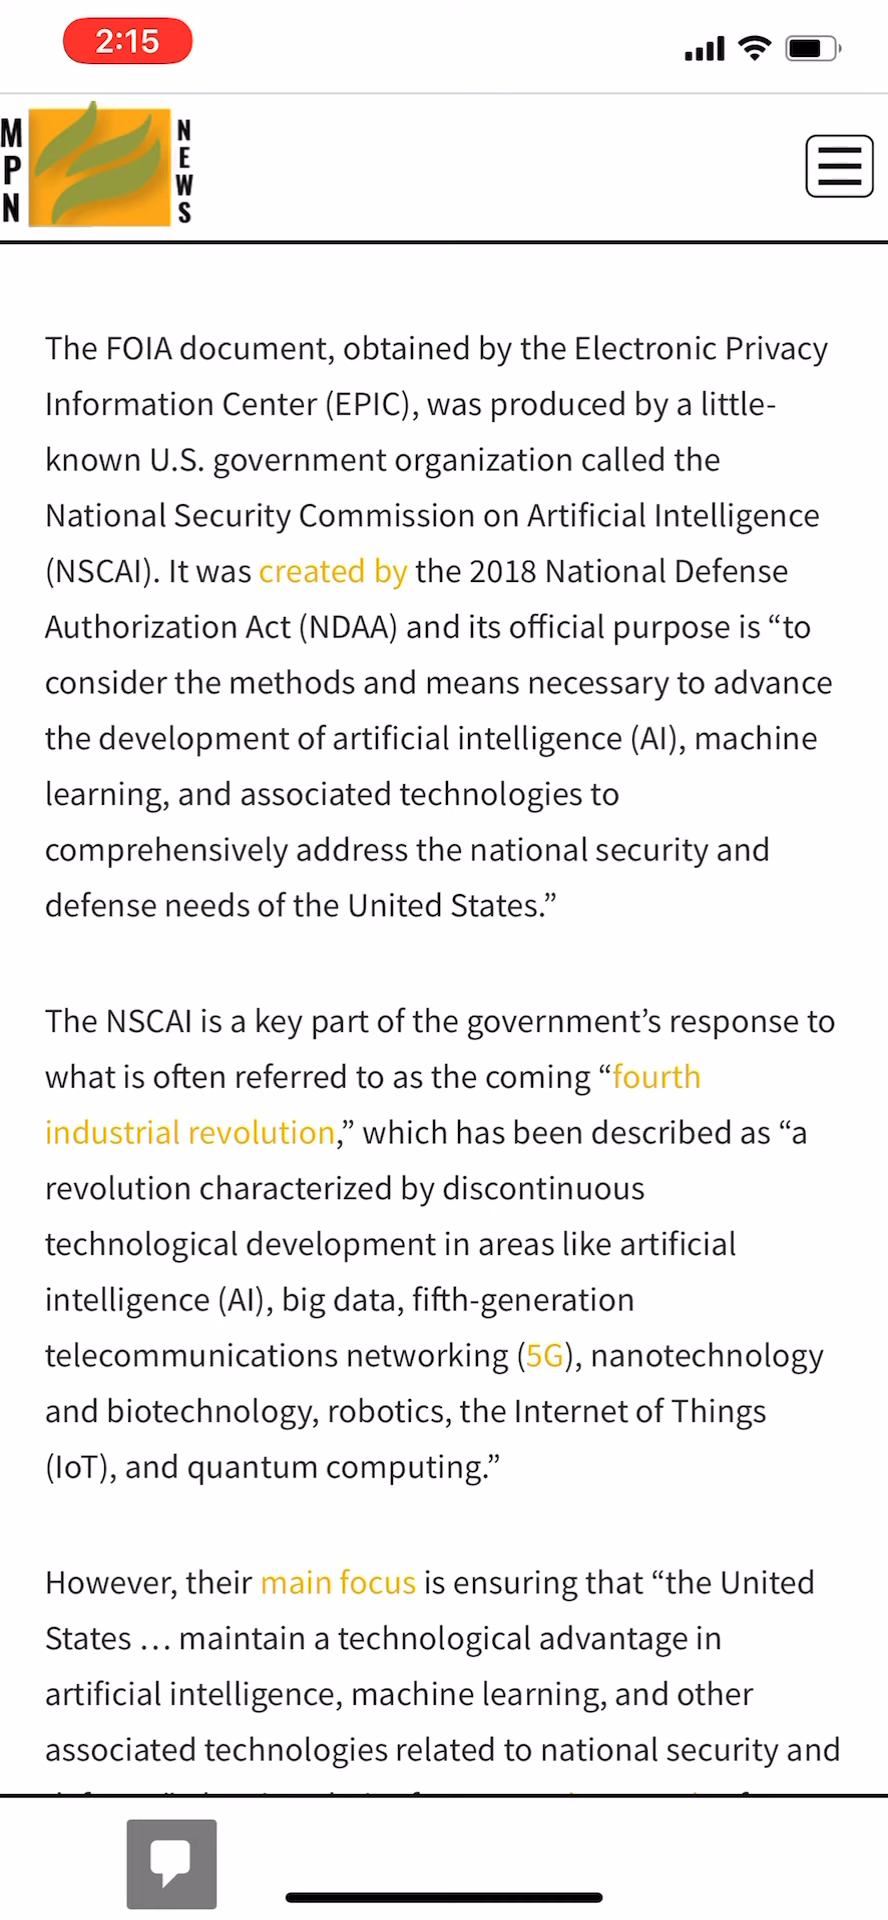 2:15
MPN
NEWS
The FOIA document, obtained by the Electronic Privacy
Information Center (EPIC), was produced by a little-
known U.S. government organization called the
National Security Commission on Artificial Intelligence
(NSCAI). It was created by the 2018 National Defense
Authorization Act (NDAA) and its official purpose is “to
consider the methods and means necessary to advance
the development of artificial intelligence (AI), machine
learning, and associated technologies to
comprehensively address the national security and
defense needs of the United States.”
The NSCAI is a key part of the government’s response to
what is often referred to as the coming “fourth
industrial revolution,” which has been described as “a
revolution characterized by discontinuous
technological development in areas like artificial
intelligence (AI), big data, fifth-generation
telecommunications networking (5G), nanotechnology
and biotechnology, robotics, the Internet of Things
(IoT), and quantum computing.”
However, their main focus is ensuring that “the United
States … maintain a technological advantage in
artificial intelligence, machine learning, and other
associated technologies related to national security and